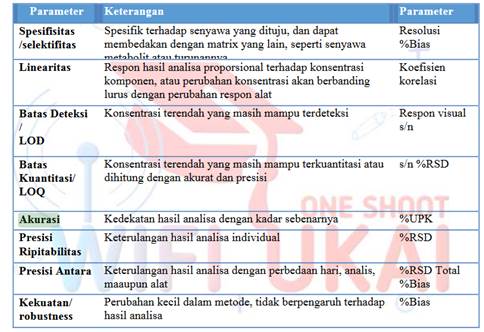 Parameter Keterangan Parameter
Spesifisitas Spesifik terhadap senyawa yang dituju, dan dapat Resolusi
/selektifitas membedakan dengan matrix yang lain, seperti senyawa %Bias
metabolit atau turunannya
Linearitas Respon hasil analisa proporsional terhadap konsentrasi Koefisien
komponen, atau perubahan konsentrasi akan berbanding korelasi
lurus dengan perubahan respon alat
Batas Deteksi Konsentrasi terendah yang masih mampu terdeteksi Respon visual
/ s/n
LOD
Batas Konsentrasi terendah yang masih mampu terkuantitasi atau s/n %RSD
Kuantitasi/ dihitung dengan akurat dan presisi
LOQ
Akurasi Kedekatan hasil analisa dengan kadar sebenarnya %UPK
Presisi Keterulangan hasil analisa individual %RSD
Ripitabilitas
Presisi Antara Keterulangan hasil analisa dengan perbedaan hari, analis, %RSD Total
maaupun alat %Bias
Kekuatan/ Perubahan kecil dalam metode, tidak berpengaruh terhadap %Bias
robustness hasil analisa
ONE SHOOT
WIFI UKAI